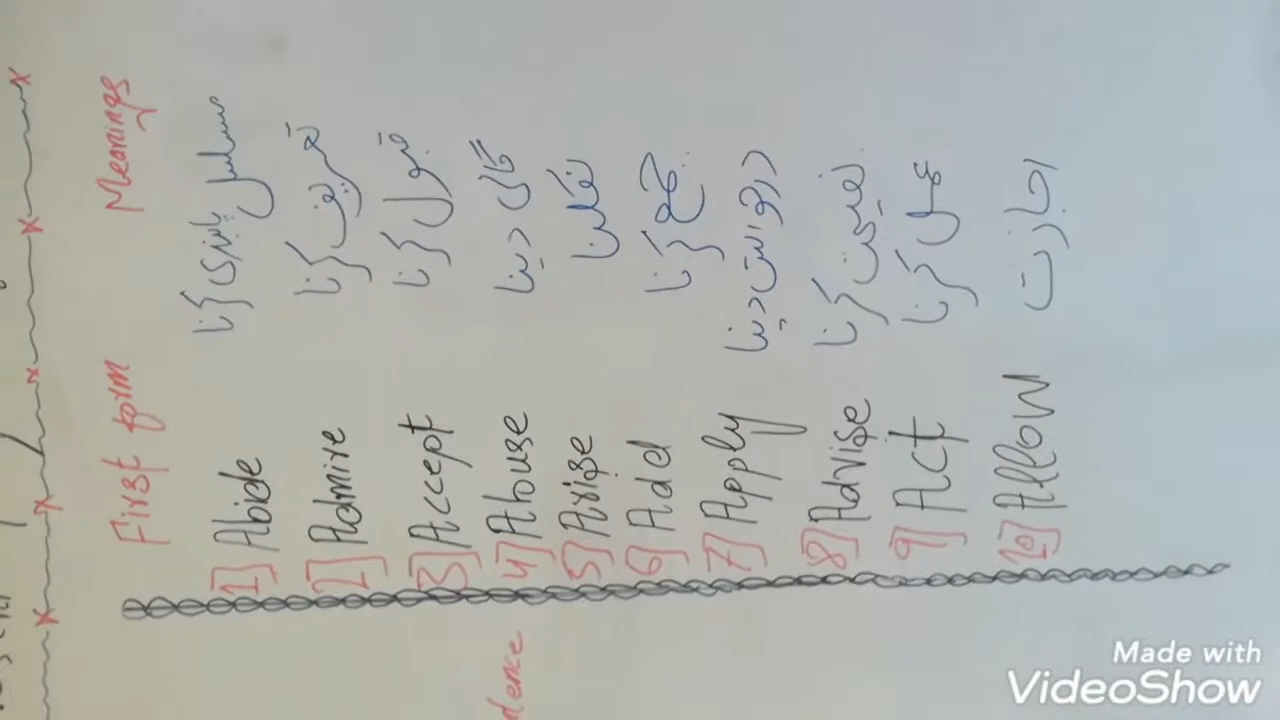 First form Meanings
1] Abide مسلسل پابندی کرنا
2] Admire تعریف کرنا
3] Accept قبول کرنا
4] Abuse گالی دینا
5] Arise نکلنا
6] Add جمع کرنا
7] Apply درخواست دینا
8] Advise نصیحت کرنا
9] Act عمل کرنا
10] Allow اجازت
dence
Made with
VideoShow